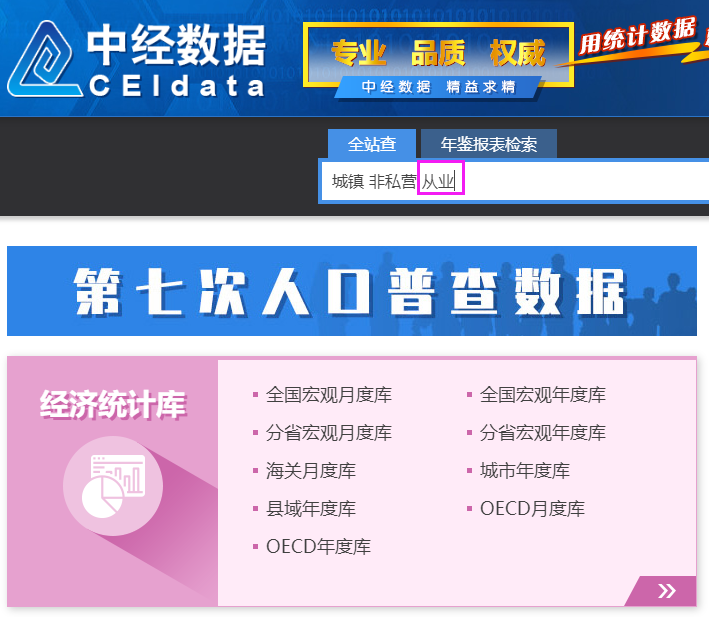 中经数据
CEIdata
专业 品质 权威
中经数据 精益求精
用统计数据
全站查
年鉴报表检索
城镇 非私营 从业
第七次人口普查数据
经济统计库
全国宏观月度库
全国宏观年度库
分省宏观月度库
分省宏观年度库
海关月度库
城市年度库
县域年度库
OECD月度库
OECD年度库